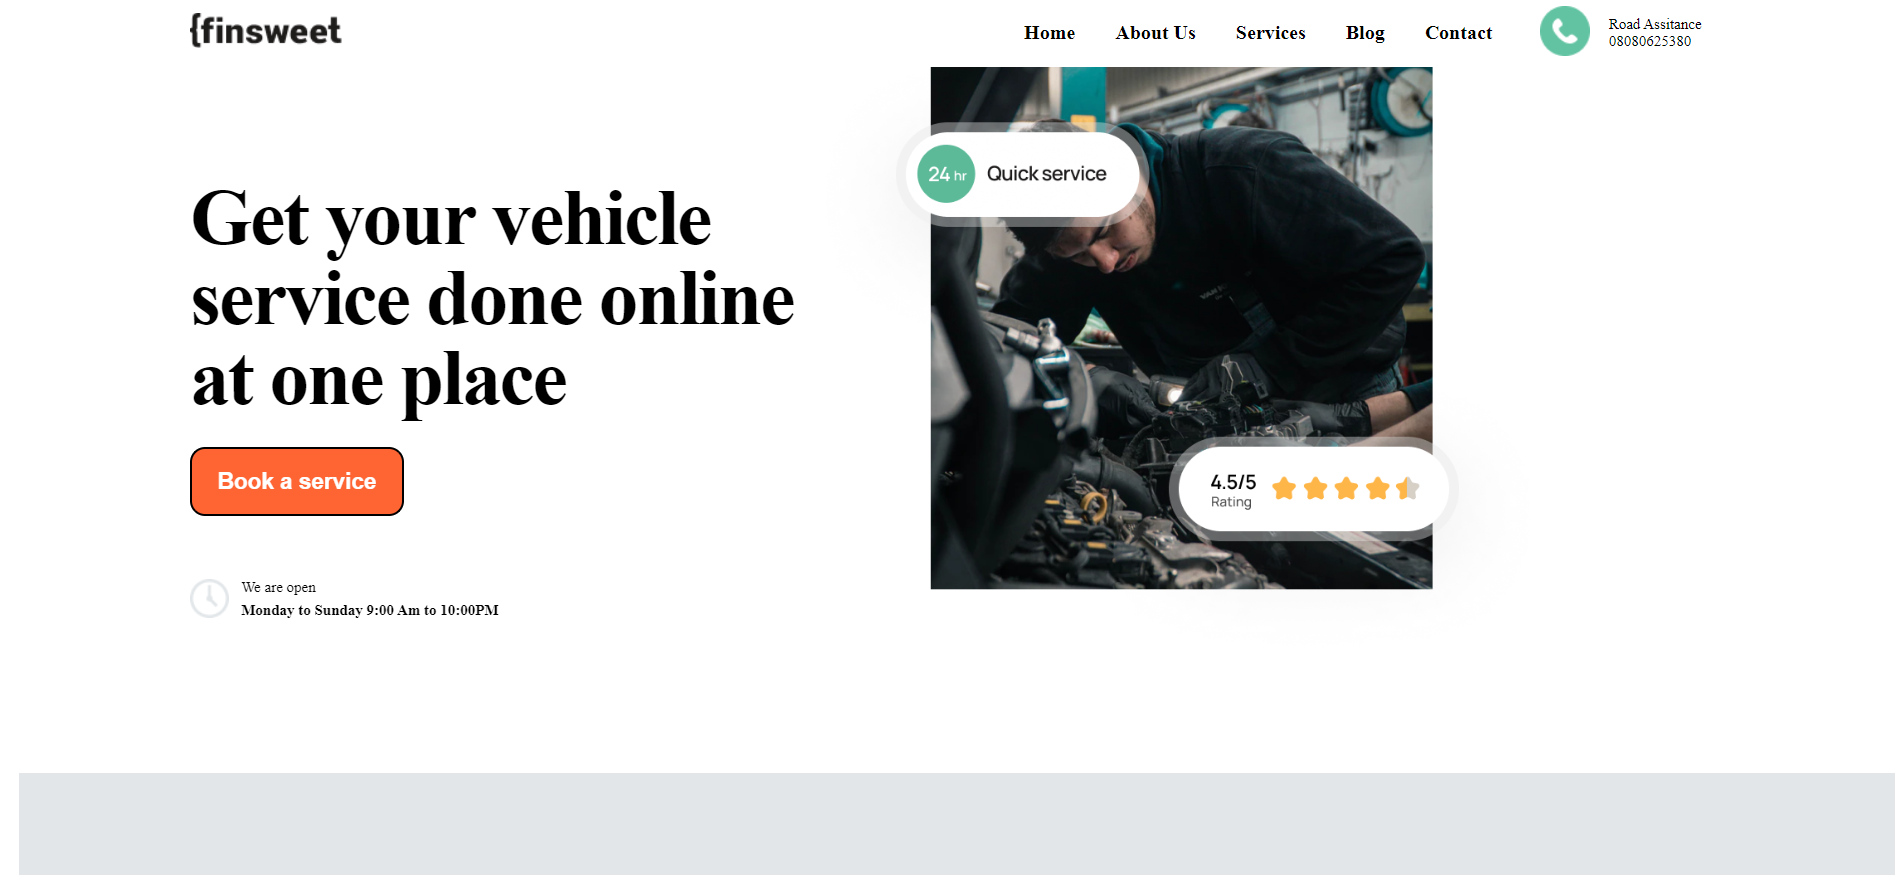 {finsweet
Home About Us Services Blog Contact
Road Assitance
08080625380
24 hr Quick service
Get your vehicle
service done online
at one place
Book a service
4.5/5
Rating
We are open
Monday to Sunday 9:00 Am to 10:00PM